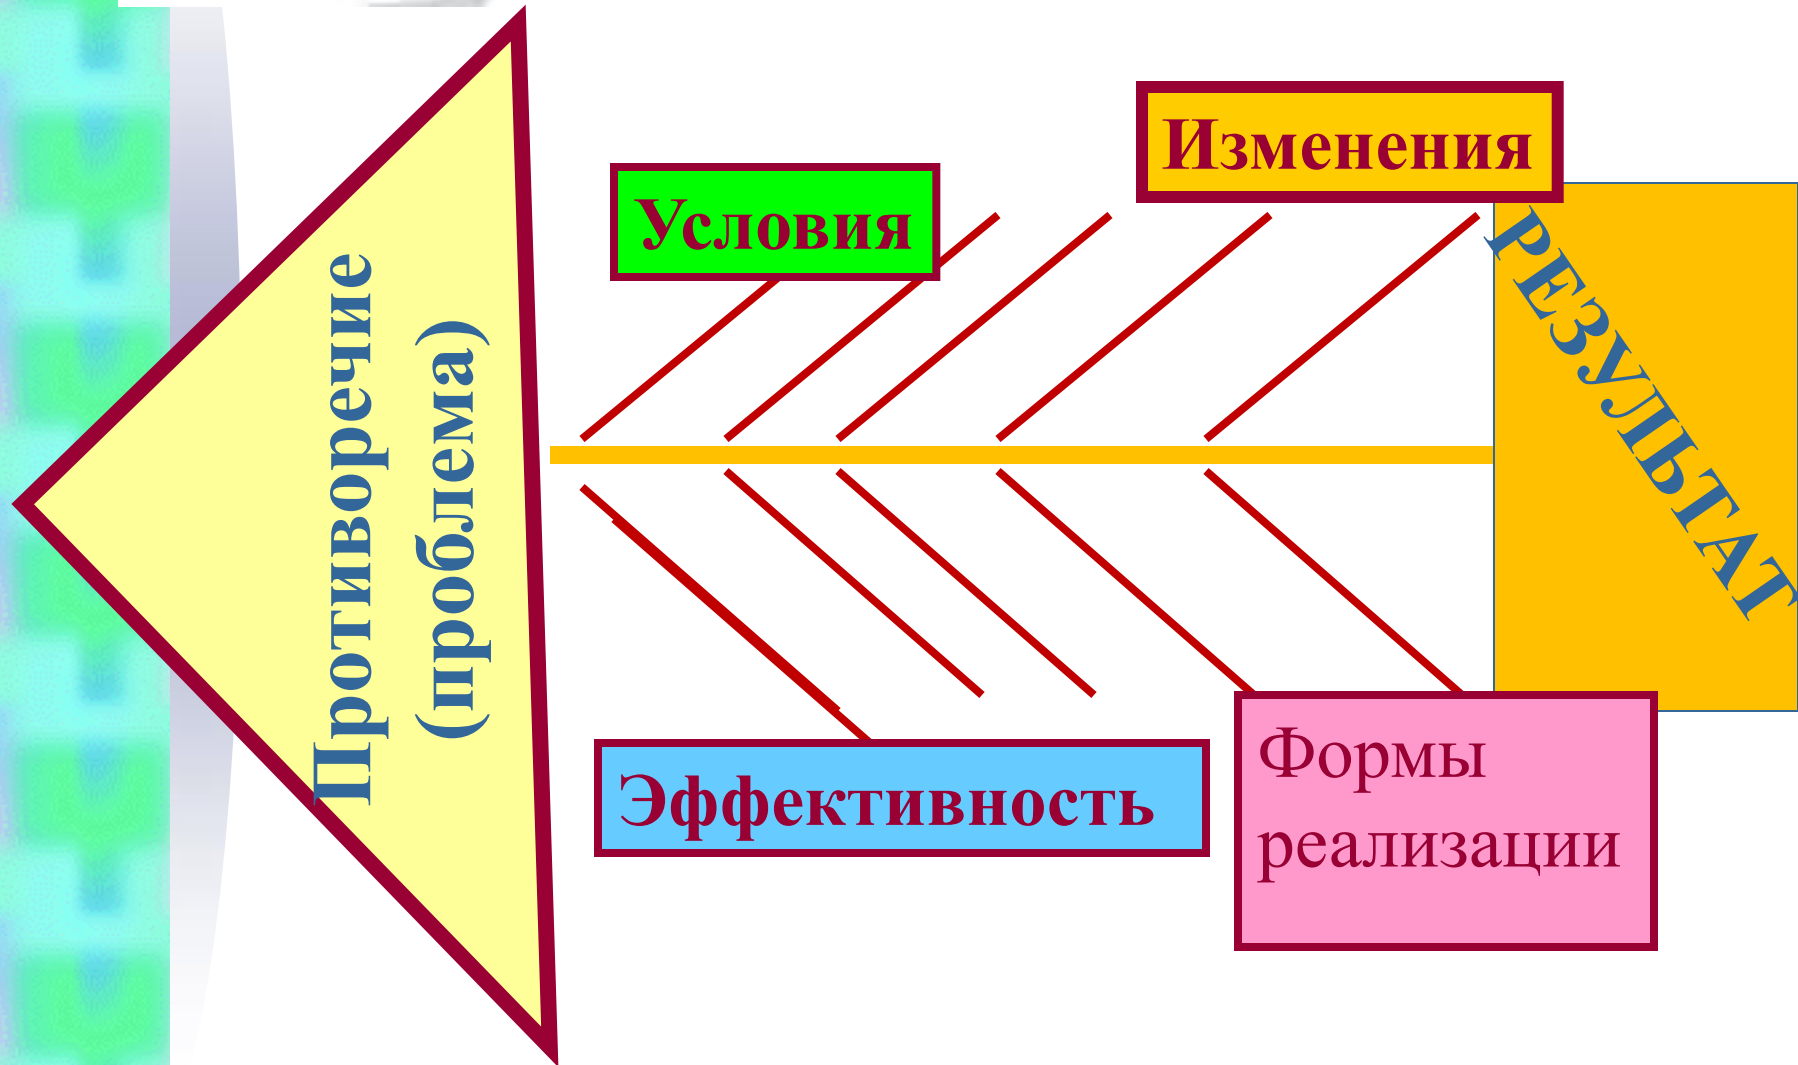 Противоречие
(проблема)
Условия
Изменения
РЕЗУЛЬТАТ
Эффективность
Формы
реализации